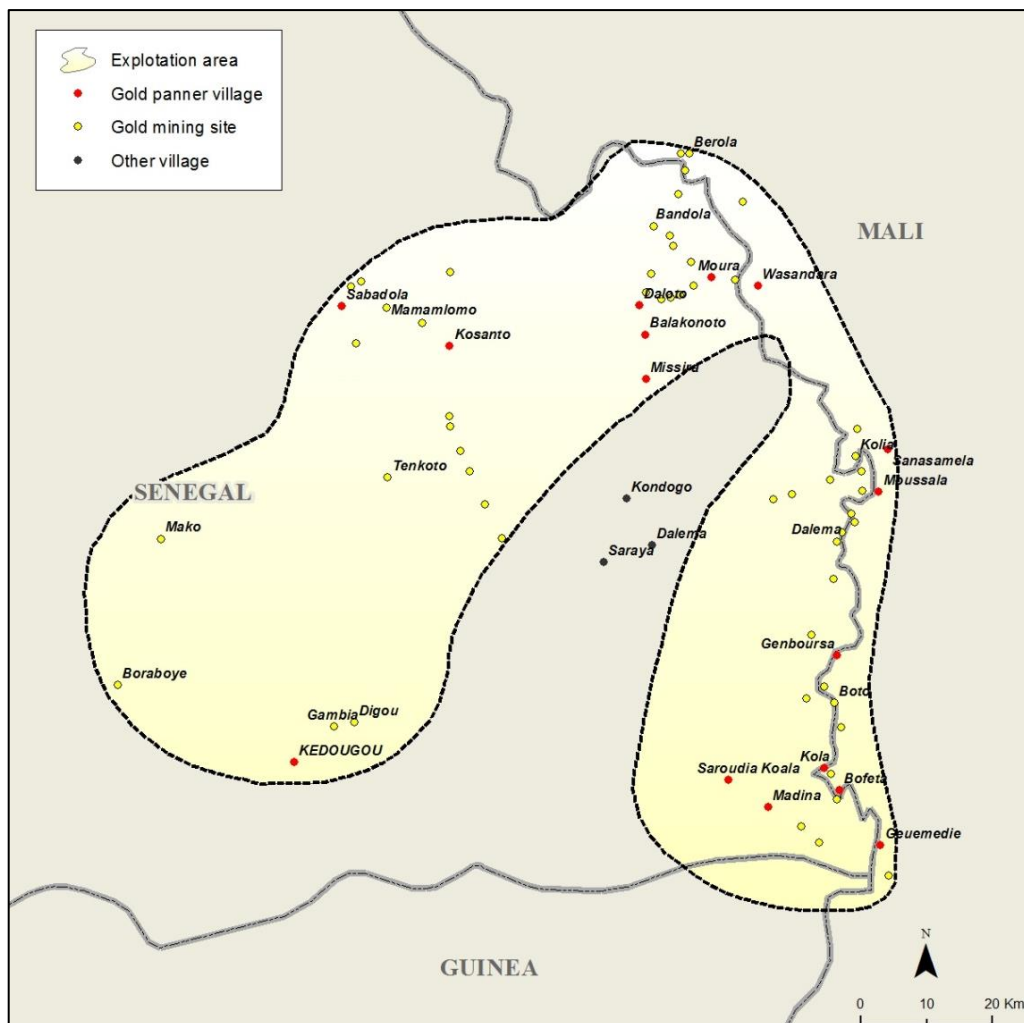 Explotation area
Gold panner village
Gold mining site
Other village
Berola
Bandola
MALI
Moura
Wasandara
Sabadola
Daloto
Mamamlomo
Balakonoto
Kosanto
Missiru
Kolia
Sanasamela
Tenkoto
Moussala
SENEGAL
Kondogo
Mako
Dalema
Dalema
Saraya
Genboursa
Boraboye
Boto
Gambia
Digou
KEDOUGOU
Kola
Saroudia Koala
Bofeta
Madina
Geuemedie
GUINEA
N
0 10 20 Km